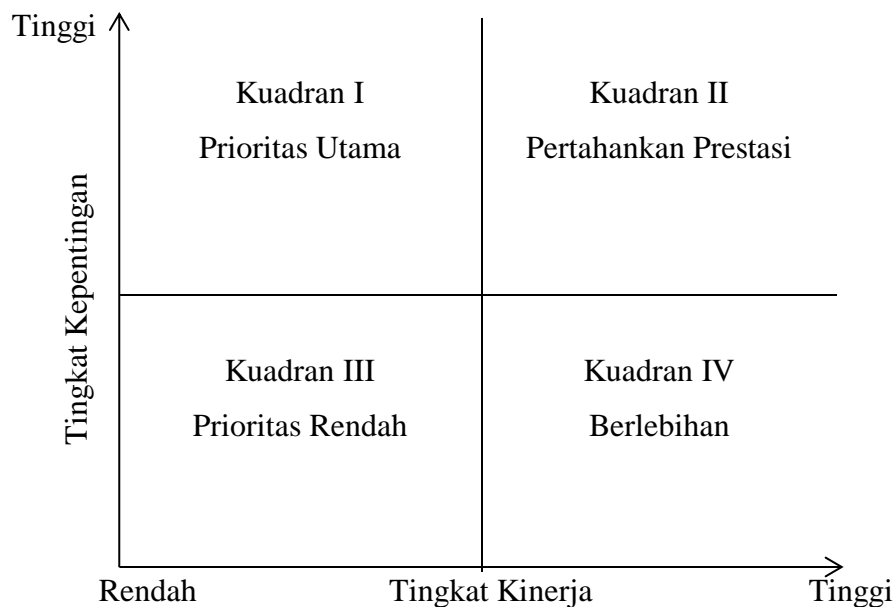 Tinggi
Kuadran I
Prioritas Utama
Kuadran II
Pertahankan Prestasi
Tingkat Kepentingan
Kuadran III
Prioritas Rendah
Kuadran IV
Berlebihan
Rendah
Tingkat Kinerja
Tinggi